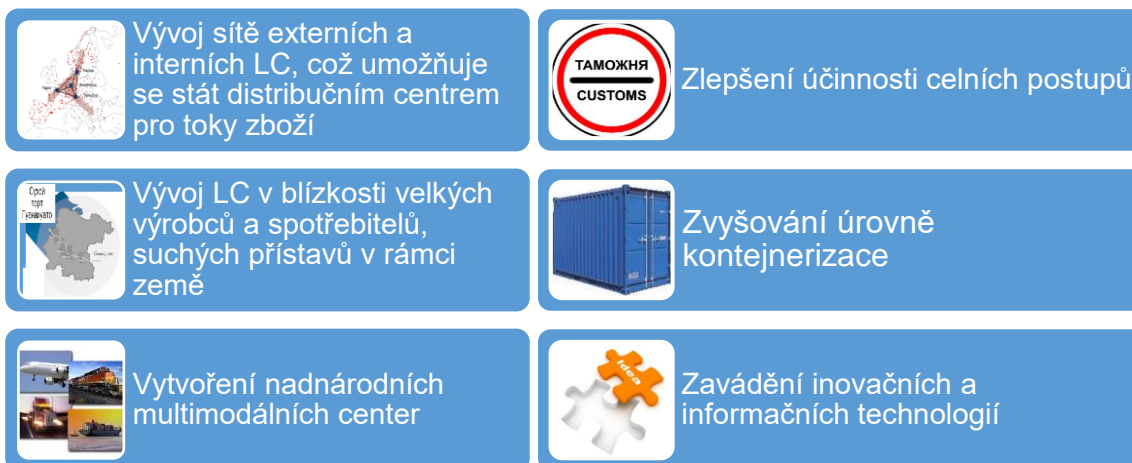 Vývoj sítě externích a
interních LC, což umožňuje
se stát distribučním centrem
pro toky zboží
ТАМОЖНЯ
CUSTOMS
Zlepšení účinnosti celních postupů
Vývoj LC v blízkosti velkých
výrobců a spotřebitelů,
suchých přístavů v rámci
země
Zvyšování úrovně
kontejnerizace
Vytvoření nadnárodních
multimodálních center
idea
Zavádění inovačních a
informačních technologií